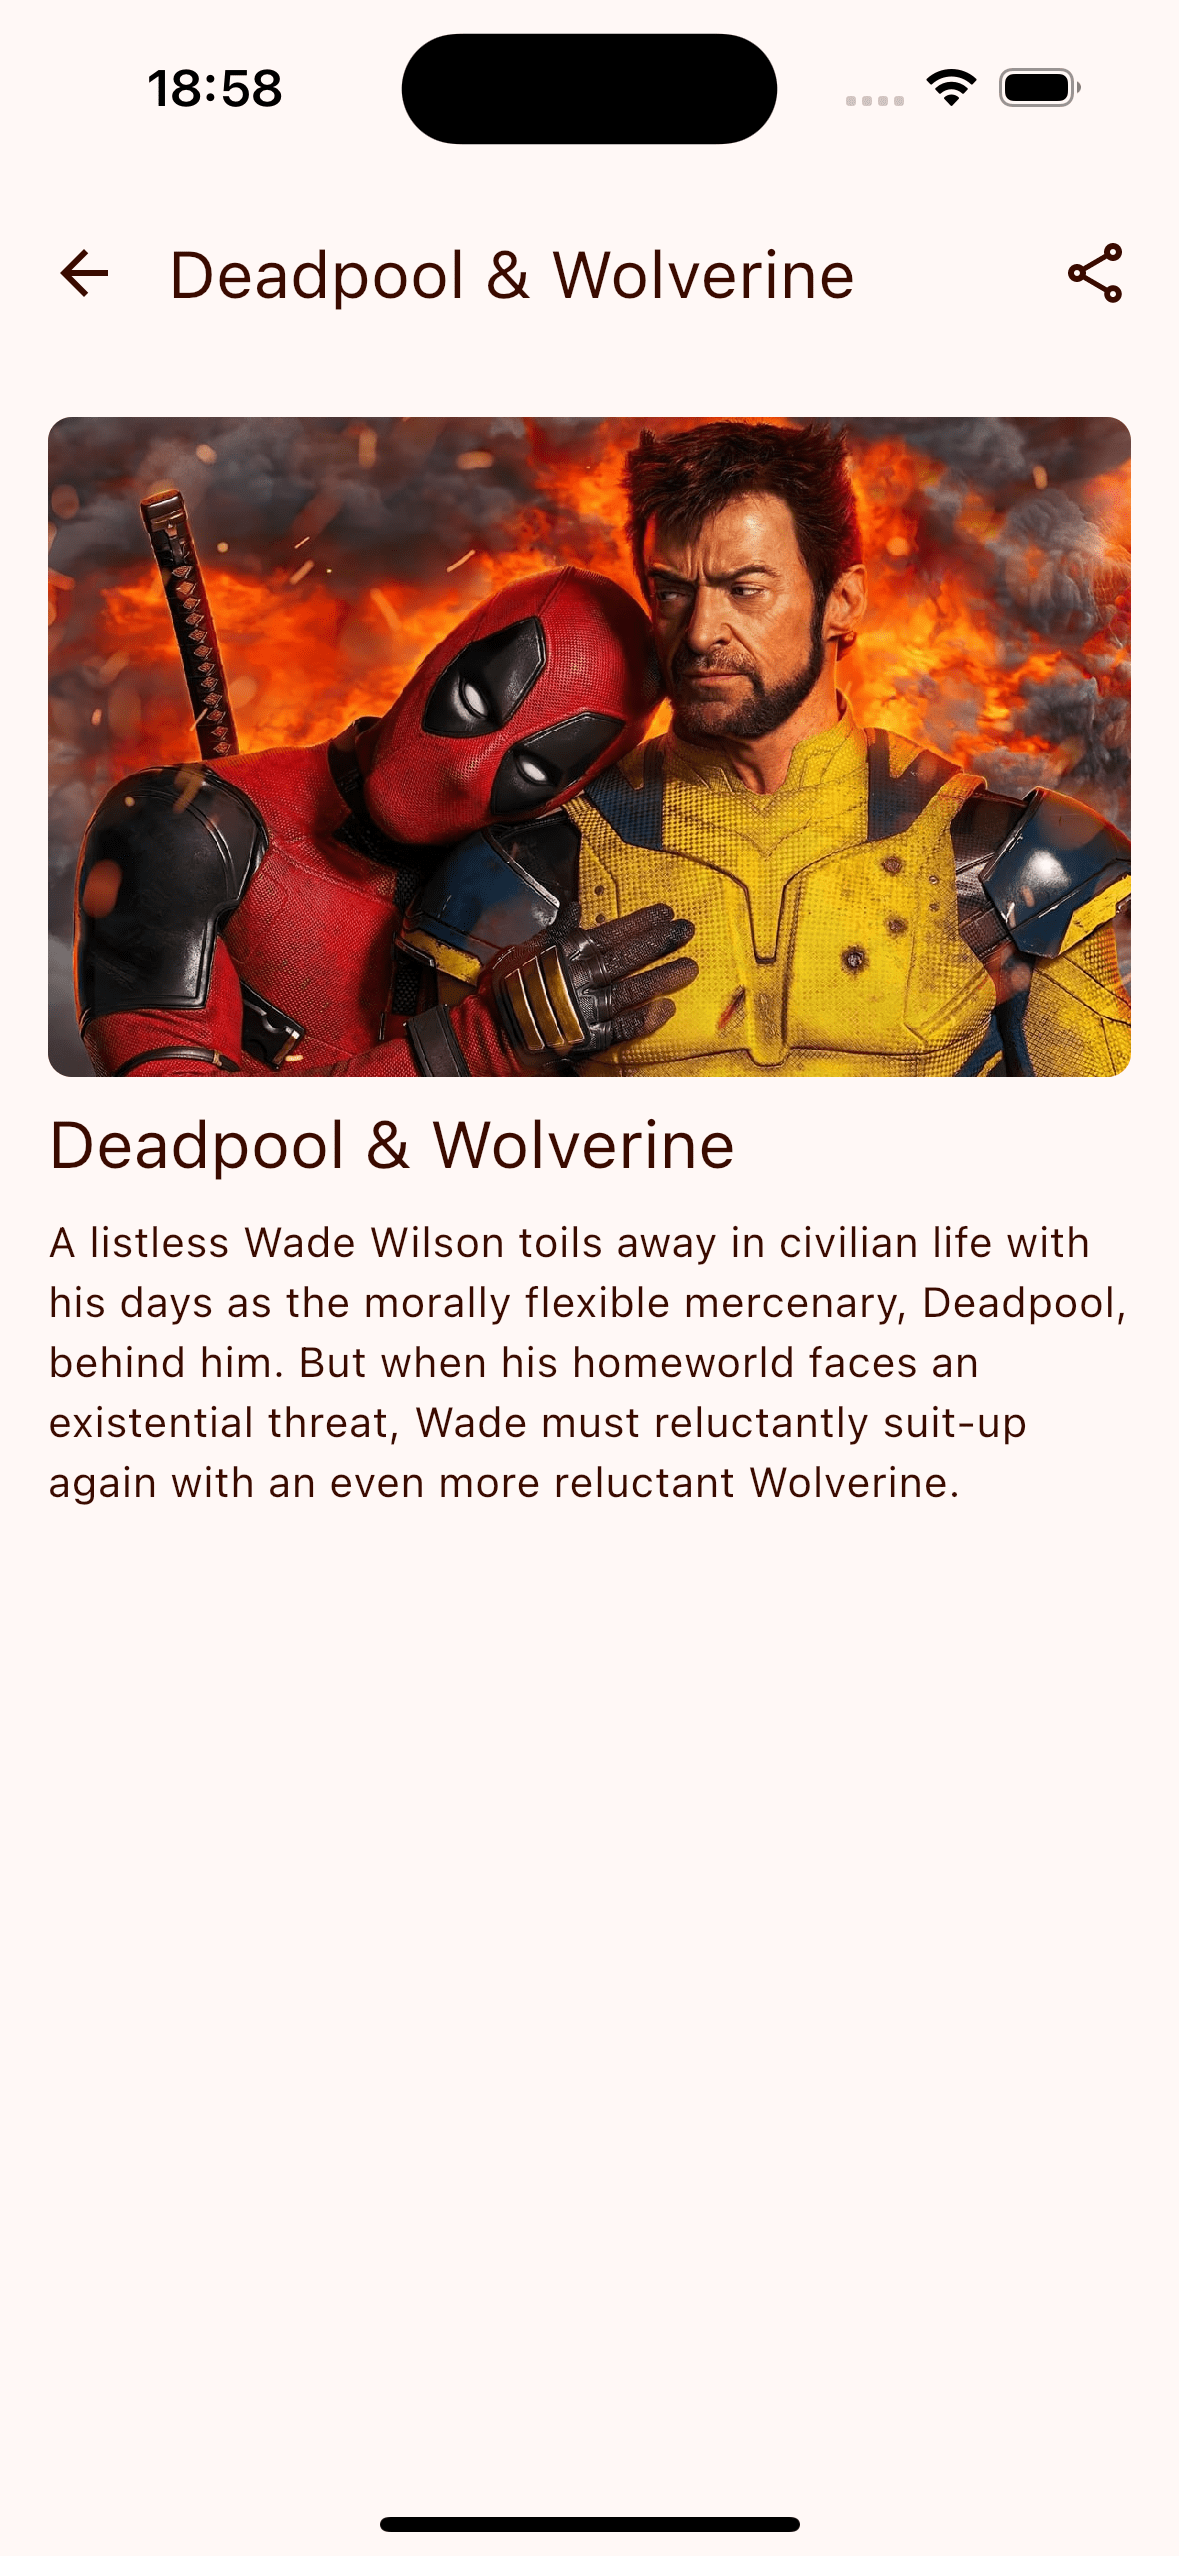 18:58
Deadpool & Wolverine
Deadpool & Wolverine
A listless Wade Wilson toils away in civilian life with
his days as the morally flexible mercenary, Deadpool,
behind him. But when his homeworld faces an
existential threat, Wade must reluctantly suit-up
again with an even more reluctant Wolverine.